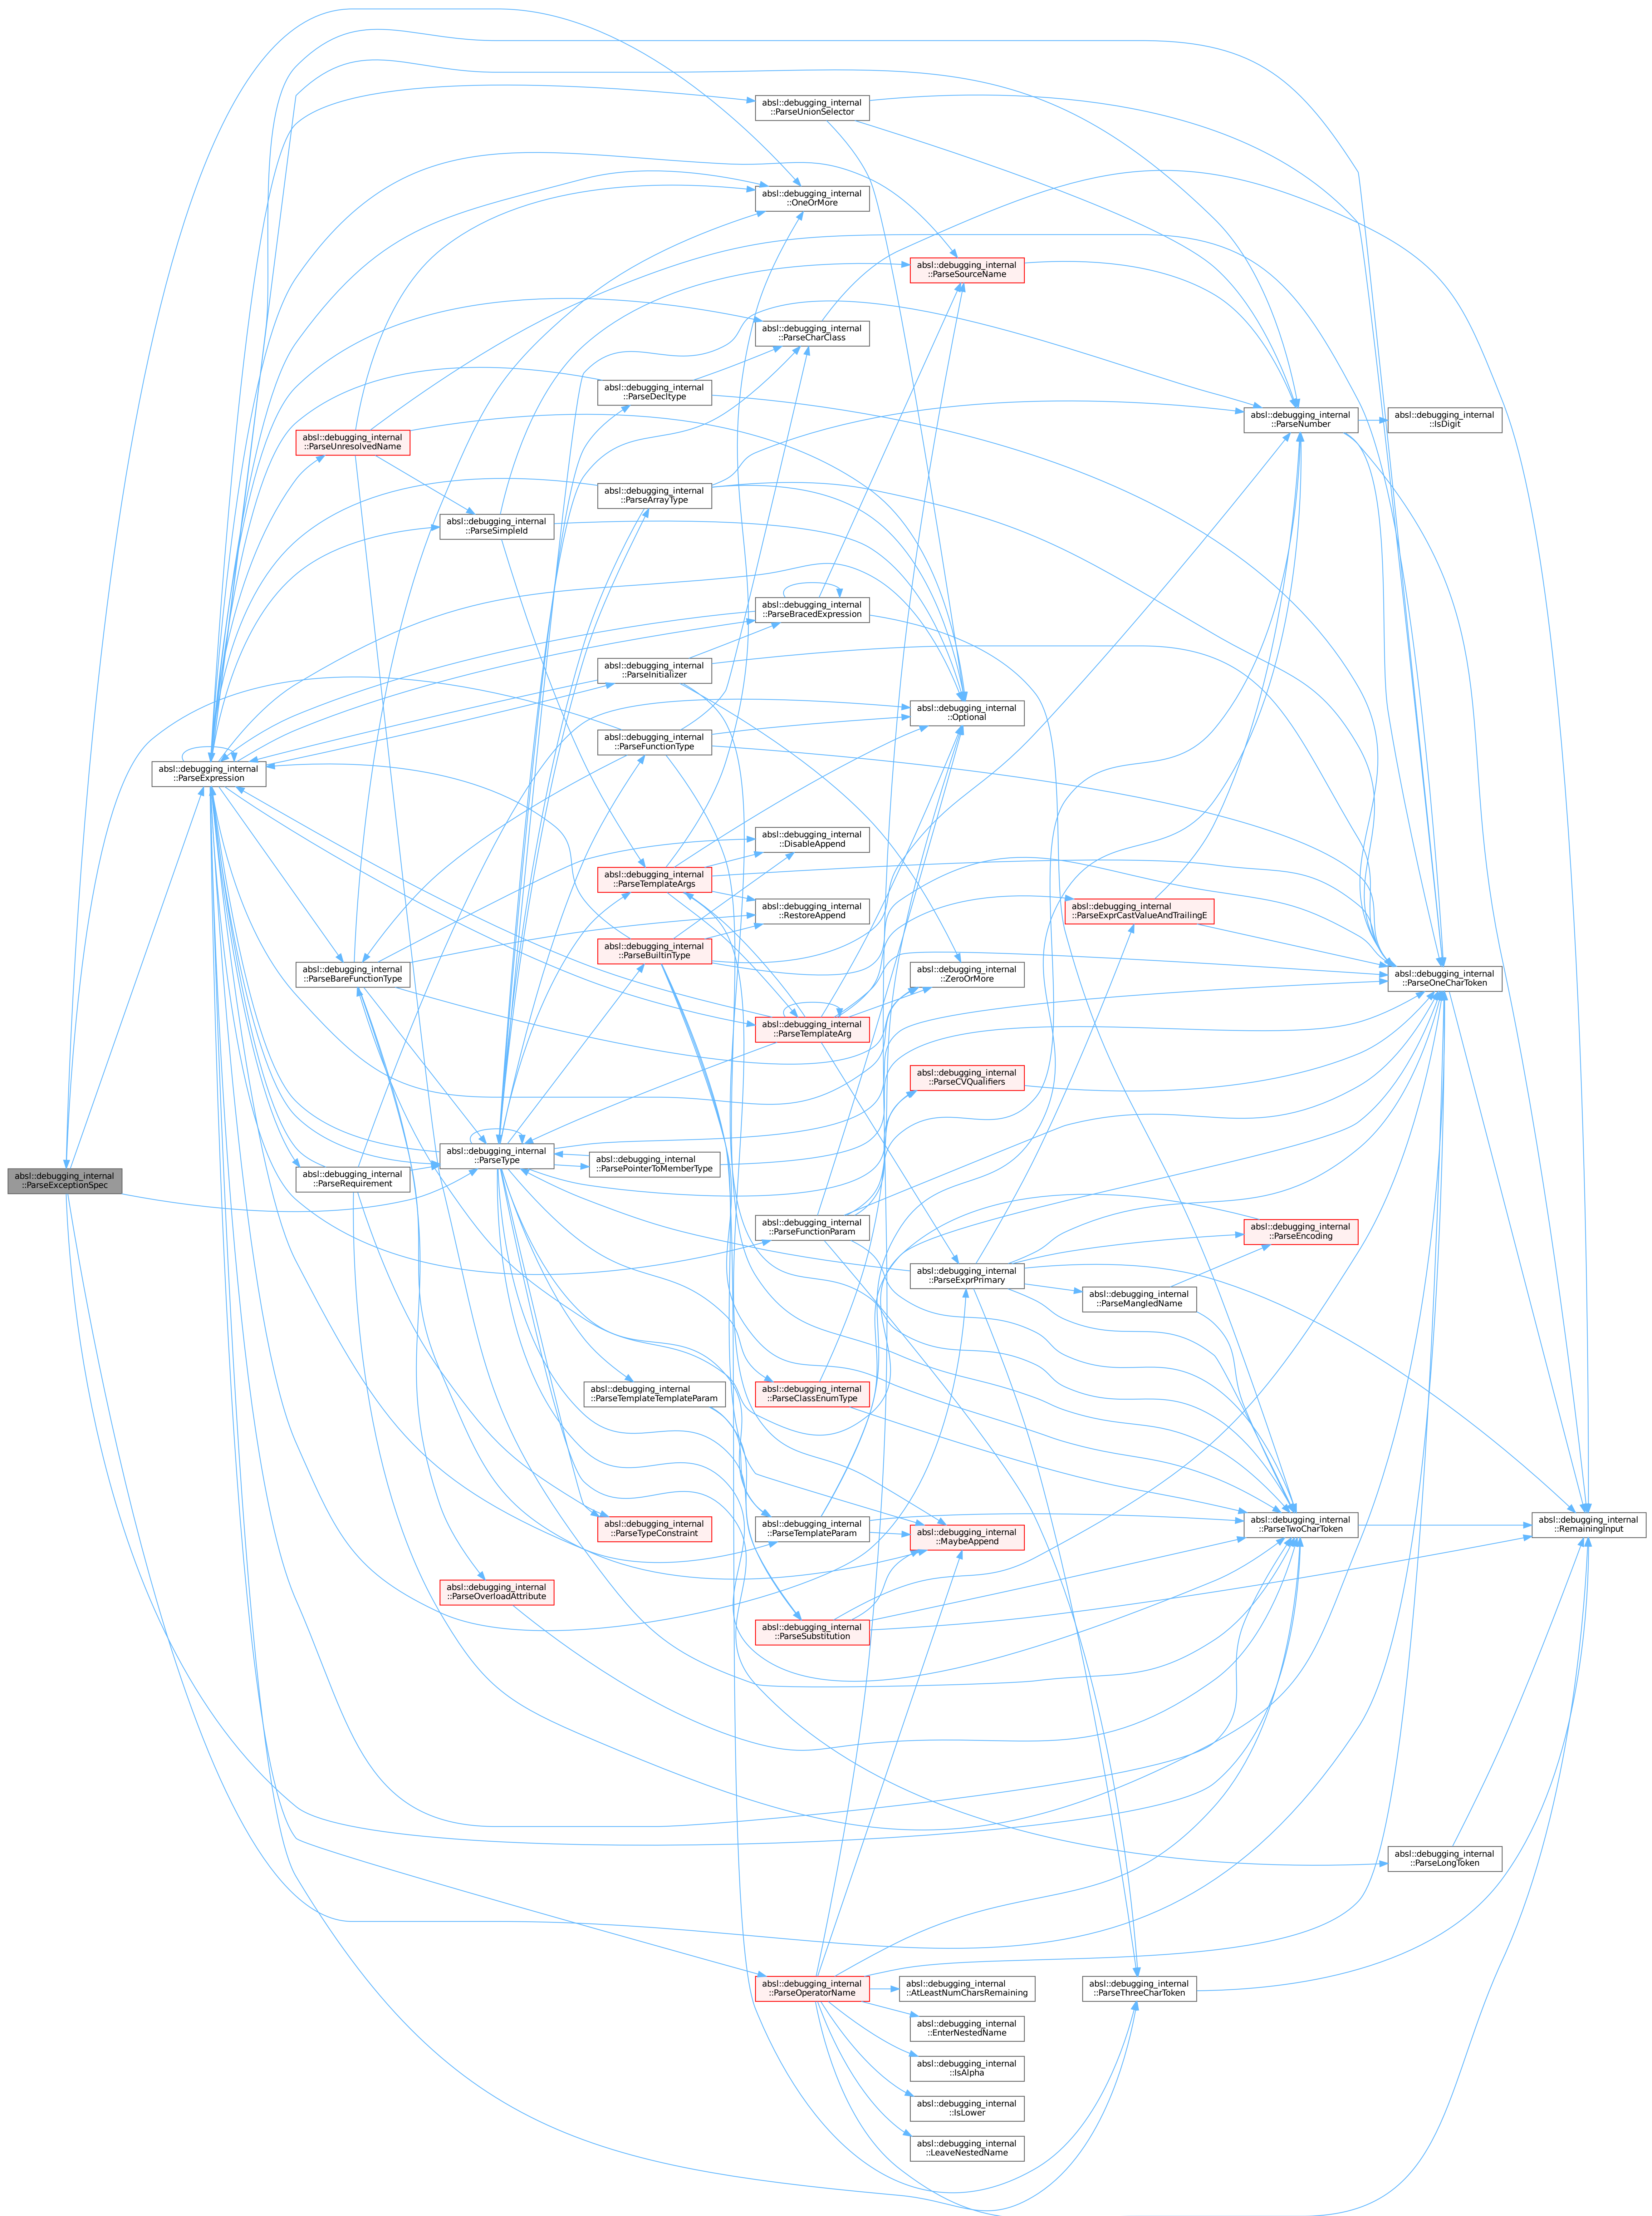 absl::debugging_internal
::ParseUnionSelector
absl::debugging_internal
::OneOrMore
absl::debugging_internal
::ParseSourceName
absl::debugging_internal
::ParseCharClass
absl::debugging_internal
::ParseDecltype
absl::debugging_internal
::ParseNumber
absl::debugging_internal
::IsDigit
absl::debugging_internal
::ParseUnresolvedName
absl::debugging_internal
::ParseArrayType
absl::debugging_internal
::ParseSimpleId
absl::debugging_internal
::ParseBracedExpression
absl::debugging_internal
::ParseInitializer
absl::debugging_internal
::Optional
absl::debugging_internal
::ParseFunctionType
absl::debugging_internal
::ParseExpression
absl::debugging_internal
::DisableAppend
absl::debugging_internal
::ParseTemplateArgs
absl::debugging_internal
::RestoreAppend
absl::debugging_internal
::ParseExprCastValueAndTrailingE
absl::debugging_internal
::ParseBuiltinType
absl::debugging_internal
::ParseBareFunctionType
absl::debugging_internal
::ZeroOrMore
absl::debugging_internal
::ParseOneCharToken
absl::debugging_internal
::ParseTemplateArg
absl::debugging_internal
::ParseCVQualifiers
absl::debugging_internal
::ParseType
absl::debugging_internal
::ParsePointerToMemberType
absl::debugging_internal
::ParseExceptionSpec
absl::debugging_internal
::ParseRequirement
absl::debugging_internal
::ParseFunctionParam
absl::debugging_internal
::ParseEncoding
absl::debugging_internal
::ParseExprPrimary
absl::debugging_internal
::ParseMangledName
absl::debugging_internal
::ParseTemplateTemplateParam
absl::debugging_internal
::ParseClassEnumType
absl::debugging_internal
::ParseTypeConstraint
absl::debugging_internal
::ParseTemplateParam
absl::debugging_internal
::MaybeAppend
absl::debugging_internal
::ParseTwoCharToken
absl::debugging_internal
::RemainingInput
absl::debugging_internal
::ParseOverloadAttribute
absl::debugging_internal
::ParseSubstitution
absl::debugging_internal
::ParseLongToken
absl::debugging_internal
::ParseOperatorName
absl::debugging_internal
::AtLeastNumCharsRemaining
absl::debugging_internal
::ParseThreeCharToken
absl::debugging_internal
::EnterNestedName
absl::debugging_internal
::IsAlpha
absl::debugging_internal
::IsLower
absl::debugging_internal
::LeaveNestedName